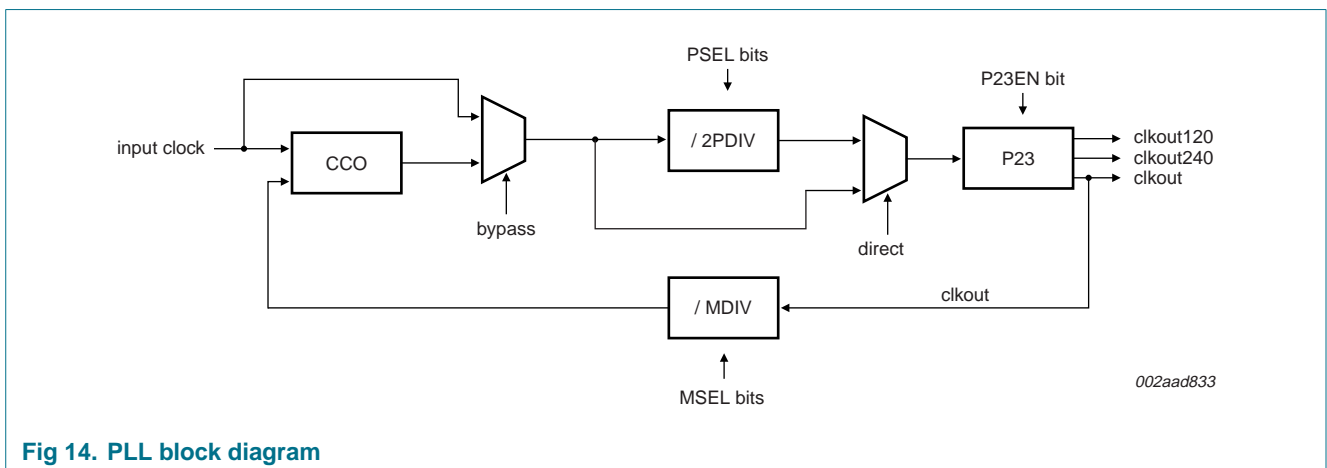 PSEL bits
P23EN bit
input clock
CCO
/ 2PDIV
P23
clkout120
clkout240
clkout
bypass
direct
/ MDIV
clkout
MSEL bits
002aad833
Fig 14. PLL block diagram